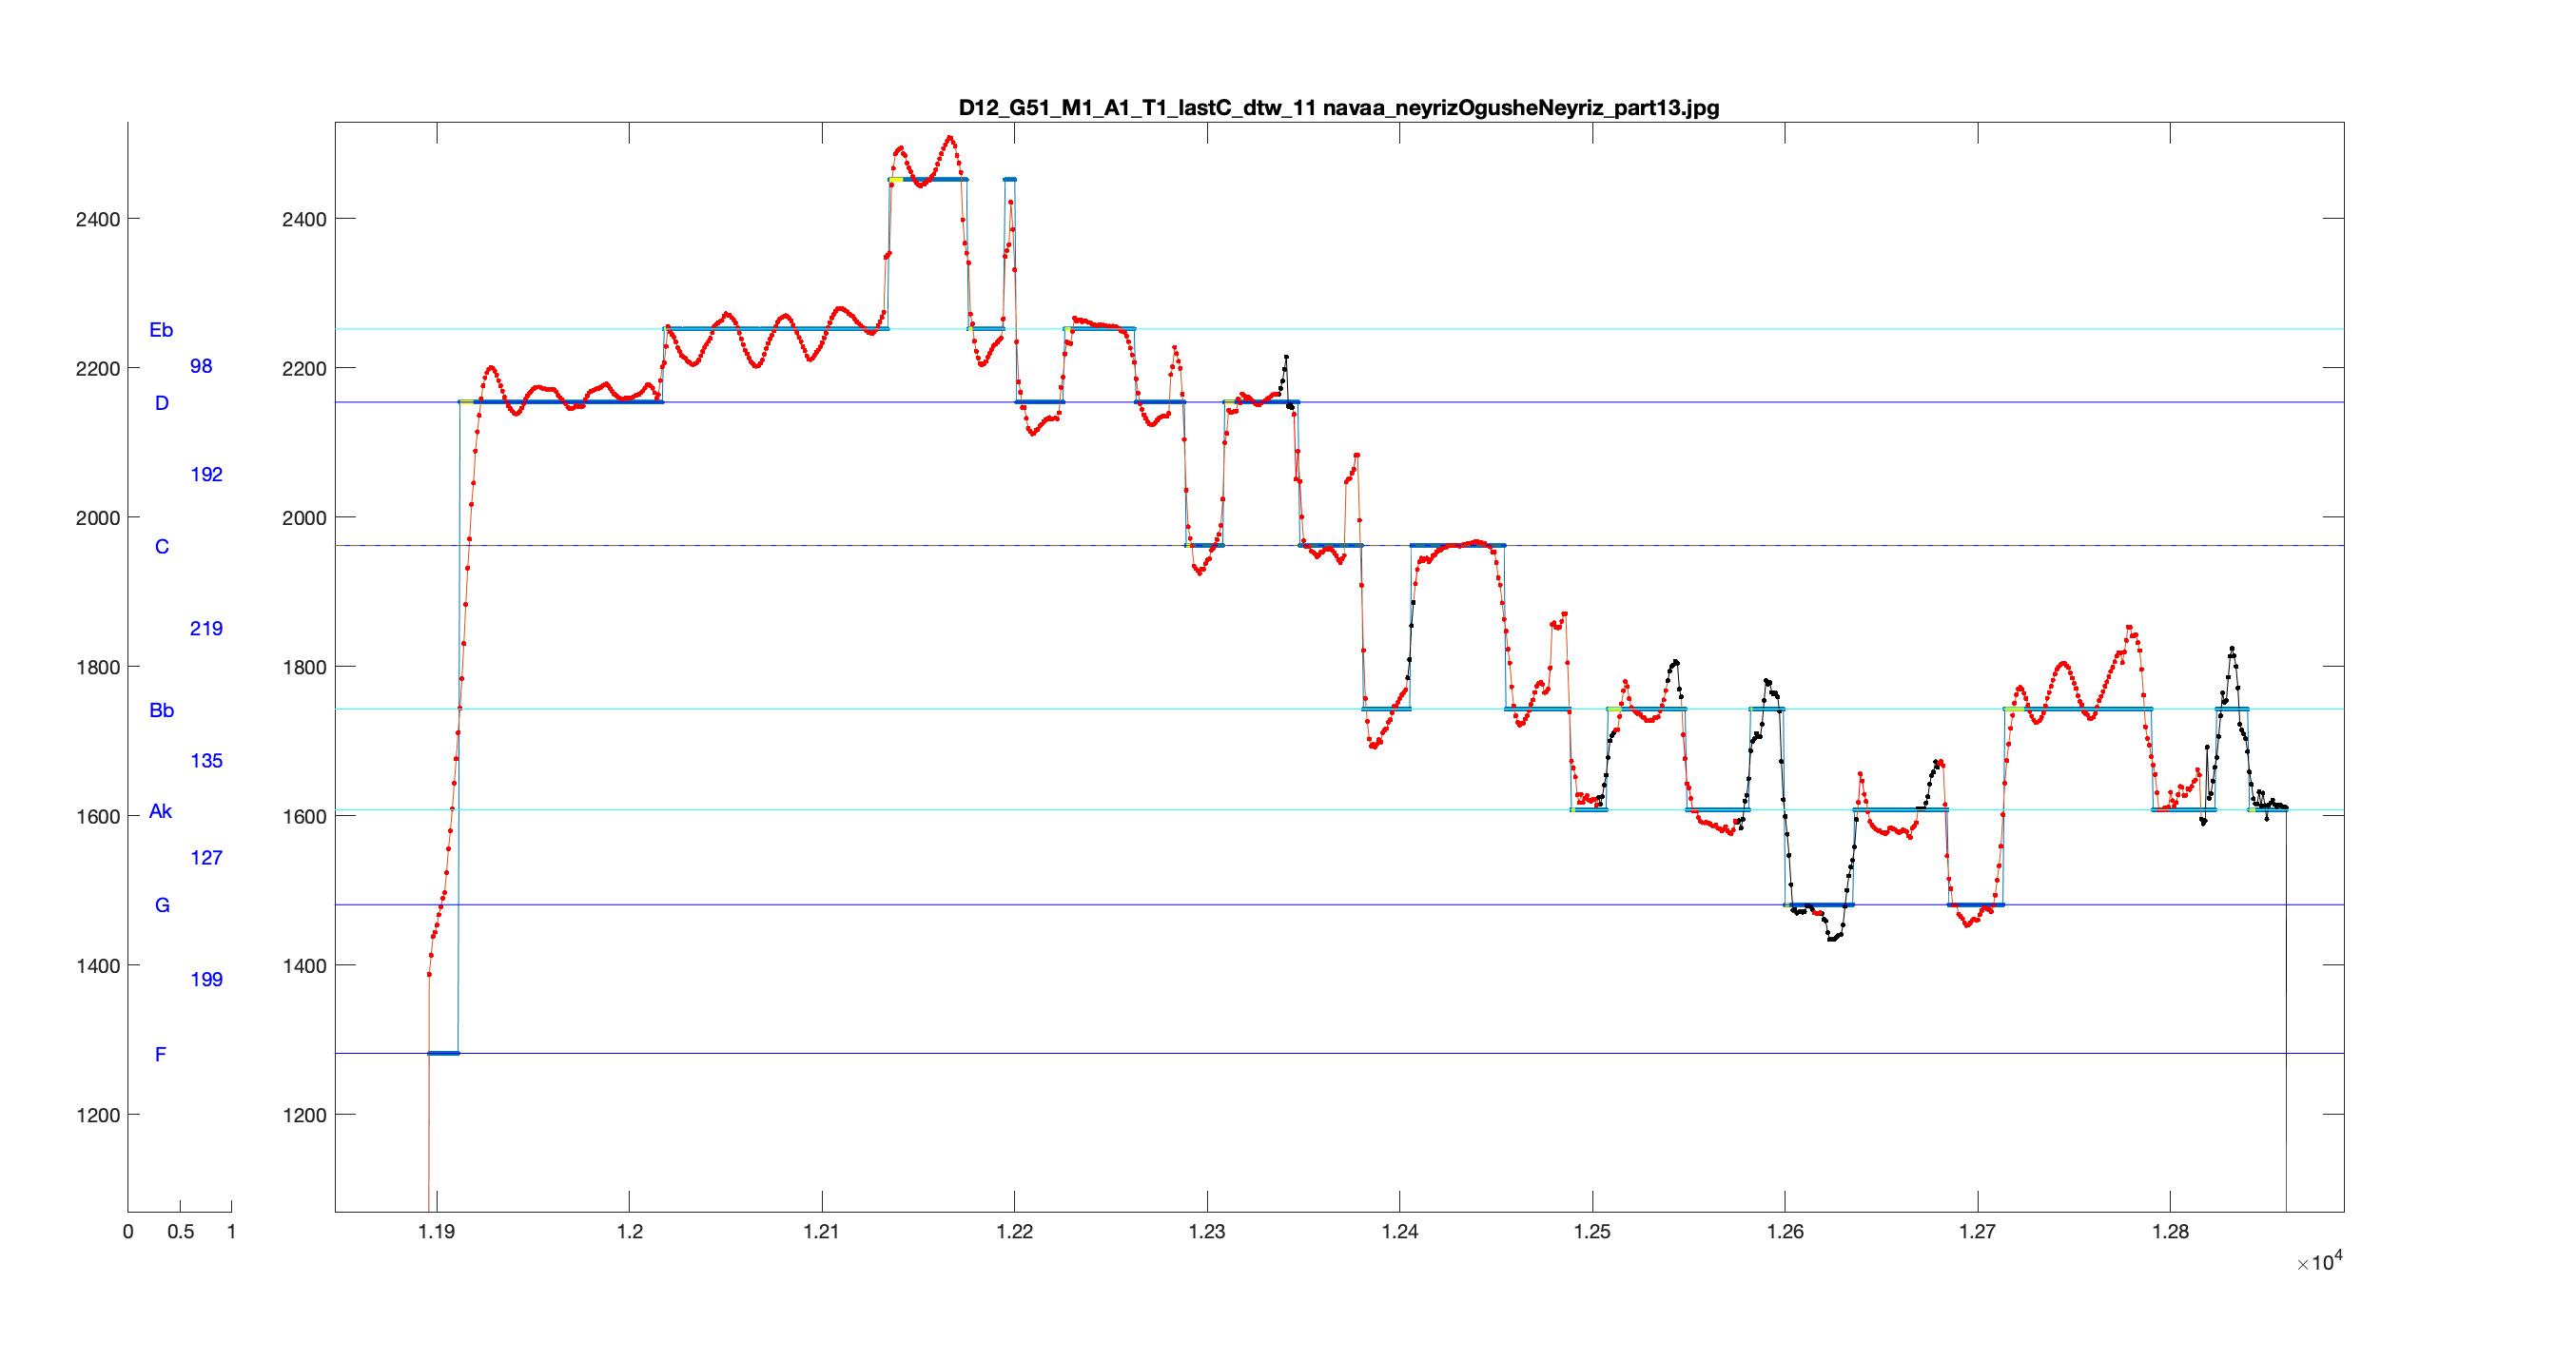 D12_G51_M1_A1_T1_lastC_dtw_11 navaa_neyrizOgusheNeyriz_part13.jpg
2400 2400
Eb
98
2200 2200
D
192
2000 2000
C
219
1800 1800
Bb
135
1600 Ak 1600
127
G
1400 1400
199
F
1200 1200
0 0.5 1 1.19 1.2 1.21 1.22 1.23 1.24 1.25 1.26 1.27 1.28
×10⁴